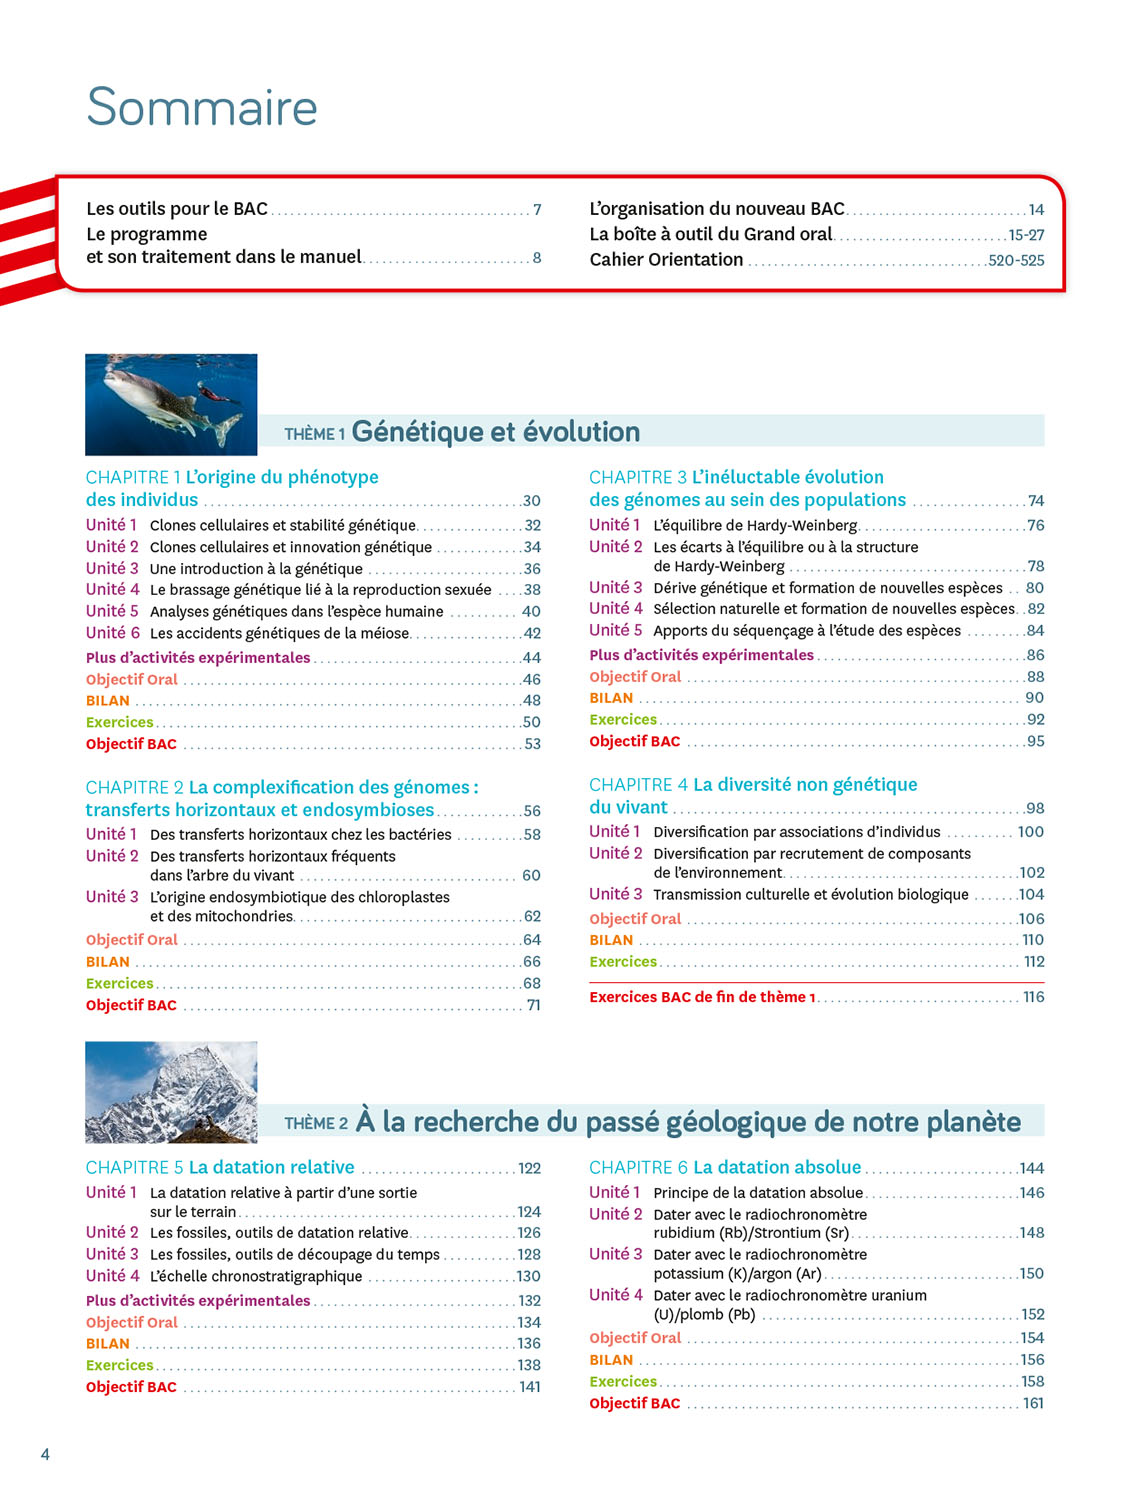 Sommaire
Les outils pour le BAC 7
Le programme
et son traitement dans le manuel 8
L'organisation du nouveau BAC 14
La boîte à outil du Grand oral 15-27
Cahier Orientation 520-525
THÈME 1 Génétique et évolution
CHAPITRE 1 L'origine du phénotype
des individus 30
Unité 1 Clones cellulaires et stabilité génétique 32
Unité 2 Clones cellulaires et innovation génétique 34
Unité 3 Une introduction à la génétique 36
Unité 4 Le brassage génétique lié à la reproduction sexuée 38
Unité 5 Analyses génétiques dans l'espèce humaine 40
Unité 6 Les accidents génétiques de la méiose 42
Plus d'activités expérimentales 44
Objectif Oral 46
BILAN 48
Exercices 50
Objectif BAC 53
CHAPITRE 2 La complexification des génomes :
transferts horizontaux et endosymbioses 56
Unité 1 Des transferts horizontaux chez les bactéries 58
Unité 2 Des transferts horizontaux fréquents
dans l'arbre du vivant 60
Unité 3 L'origine endosymbiotique des chloroplastes
et des mitochondries 62
Objectif Oral 64
BILAN 66
Exercices 68
Objectif BAC 71
CHAPITRE 3 L'inéluctable évolution
des génomes au sein des populations 74
Unité 1 L'équilibre de Hardy-Weinberg 76
Unité 2 Les écarts à l'équilibre ou à la structure
de Hardy-Weinberg 78
Unité 3 Dérive génétique et formation de nouvelles espèces 80
Unité 4 Sélection naturelle et formation de nouvelles espèces 82
Unité 5 Apports du séquençage à l'étude des espèces 84
Plus d'activités expérimentales 86
Objectif Oral 88
BILAN 90
Exercices 92
Objectif BAC 95
CHAPITRE 4 La diversité non génétique
du vivant 98
Unité 1 Diversification par associations d'individus 100
Unité 2 Diversification par recrutement de composants
de l'environnement 102
Unité 3 Transmission culturelle et évolution biologique 104
Objectif Oral 106
BILAN 110
Exercices 112
Exercices BAC de fin de thème 1 116
THÈME 2 À la recherche du passé géologique de notre planète
CHAPITRE 5 La datation relative 122
Unité 1 La datation relative à partir d'une sortie
sur le terrain 124
Unité 2 Les fossiles, outils de datation relative 126
Unité 3 Les fossiles, outils de découpage du temps 128
Unité 4 L'échelle chronostratigraphique 130
Plus d'activités expérimentales 132
Objectif Oral 134
BILAN 136
Exercices 138
Objectif BAC 141
CHAPITRE 6 La datation absolue 144
Unité 1 Principe de la datation absolue 146
Unité 2 Dater avec le radiochronomètre
rubidium (Rb)/Strontium (Sr) 148
Unité 3 Dater avec le radiochronomètre
potassium (K)/argon (Ar) 150
Unité 4 Dater avec le radiochronomètre uranium
(U)/plomb (Pb) 152
Objectif Oral 154
BILAN 156
Exercices 158
Objectif BAC 161
4